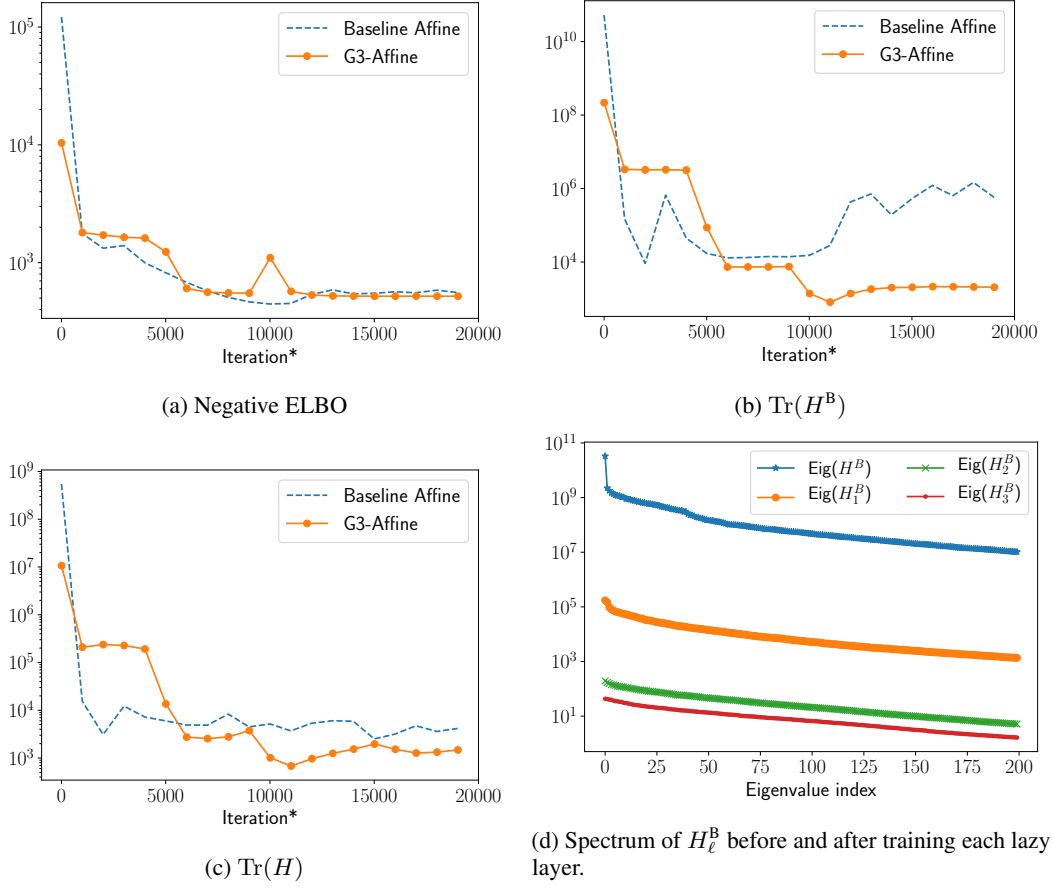 10^5
10^4
10^3
Baseline Affine
G3-Affine
0 5000 10000 15000 20000
Iteration*
(a) Negative ELBO
10^10
10^8
10^6
10^4
Baseline Affine
G3-Affine
0 5000 10000 15000 20000
Iteration*
(b) Tr(H^B)
10^9
10^8
10^7
10^6
10^5
10^4
10^3
Baseline Affine
G3-Affine
0 5000 10000 15000 20000
Iteration*
(c) Tr(H)
10^11
10^9
10^7
10^5
10^3
10^1
Eig(H^B) Eig(H_2^B)
Eig(H_1^B) Eig(H_3^B)
0 25 50 75 100 125 150 175 200
Eigenvalue index
(d) Spectrum of H_ℓ^B before and after training each lazy
layer.